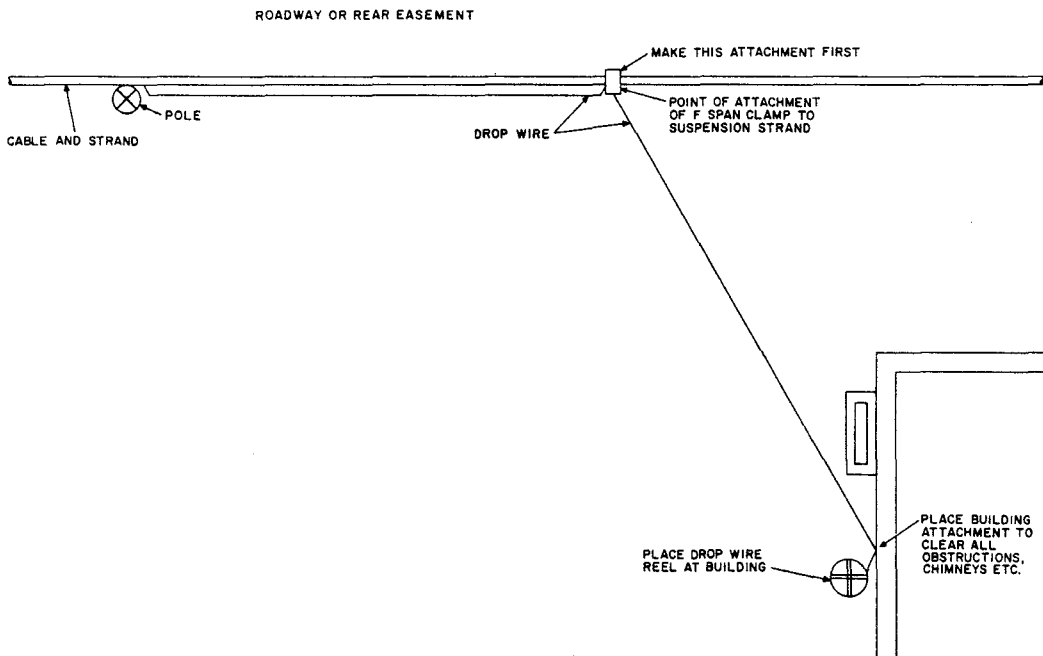 ROADWAY OR REAR EASEMENT
MAKE THIS ATTACHMENT FIRST
POINT OF ATTACHMENT
OF F SPAN CLAMP TO
SUSPENSION STRAND
POLE
DROP WIRE
CABLE AND STRAND
PLACE BUILDING
ATTACHMENT TO
CLEAR ALL
OBSTRUCTIONS,
CHIMNEYS ETC.
PLACE DROP WIRE
REEL AT BUILDING